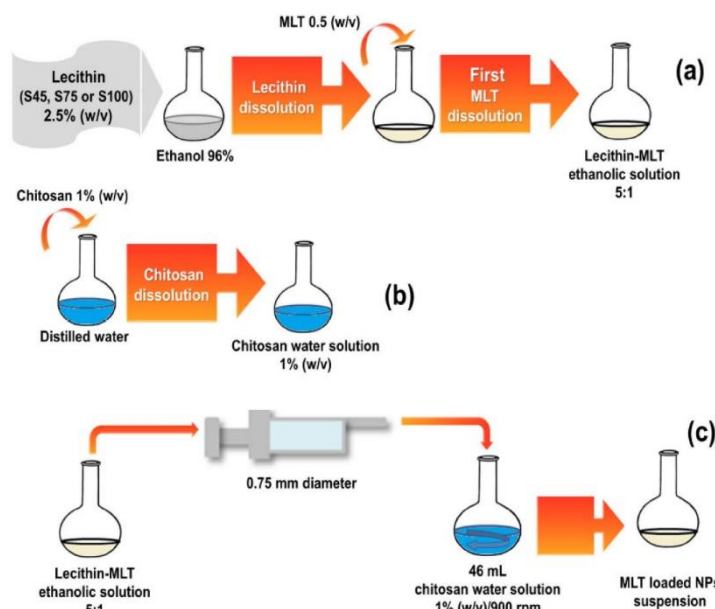 MLT 0.5 (w/v)
(a)
Lecithin
(S45, S75 or S100)
2.5% (w/v)
Lecithin
dissolution
First
MLT
dissolution
Ethanol 96%
Lecithin-MLT
ethanolic solution
5:1
Chitosan 1% (w/v)
Chitosan
dissolution
(b)
Distilled water
Chitosan water solution
1% (w/v)
(c)
0.75 mm diameter
Lecithin-MLT
ethanolic solution
5:1
46 mL
chitosan water solution
1% (w/v)/900 rpm
MLT loaded NPs
suspension